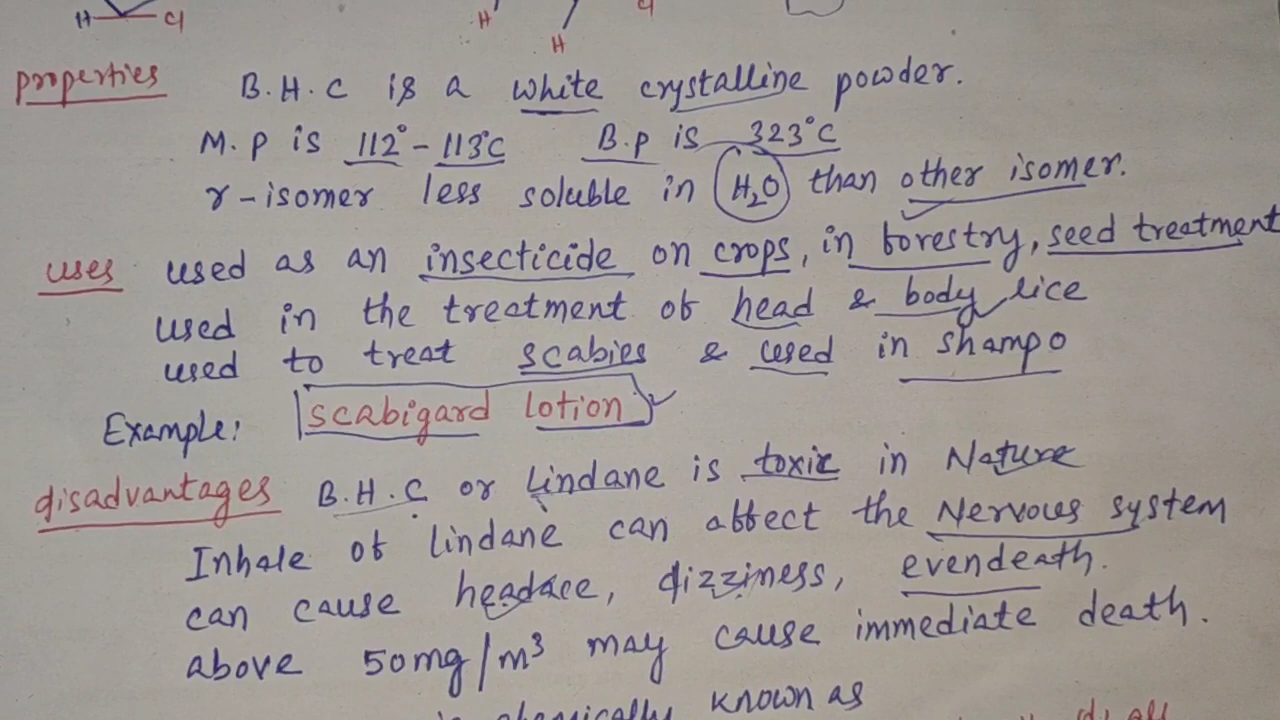 H Cl H H Cl
properties B.H.C is a white crystalline powder.
M.p is 112° - 113°C B.p is 323°C
γ-isomer less soluble in H₂O than other isomer.
uses used as an insecticide on crops, in forestry, seed treatment
used in the treatment of head & body lice
used to treat scabies & used in shampo
Example: scabigard lotion
disadvantages B.H.C or Lindane is toxic in Nature
Inhale of lindane can affect the Nervous system
can cause headace, dizziness, evendeath.
above 50mg/m³ may cause immediate death.
chemically known as